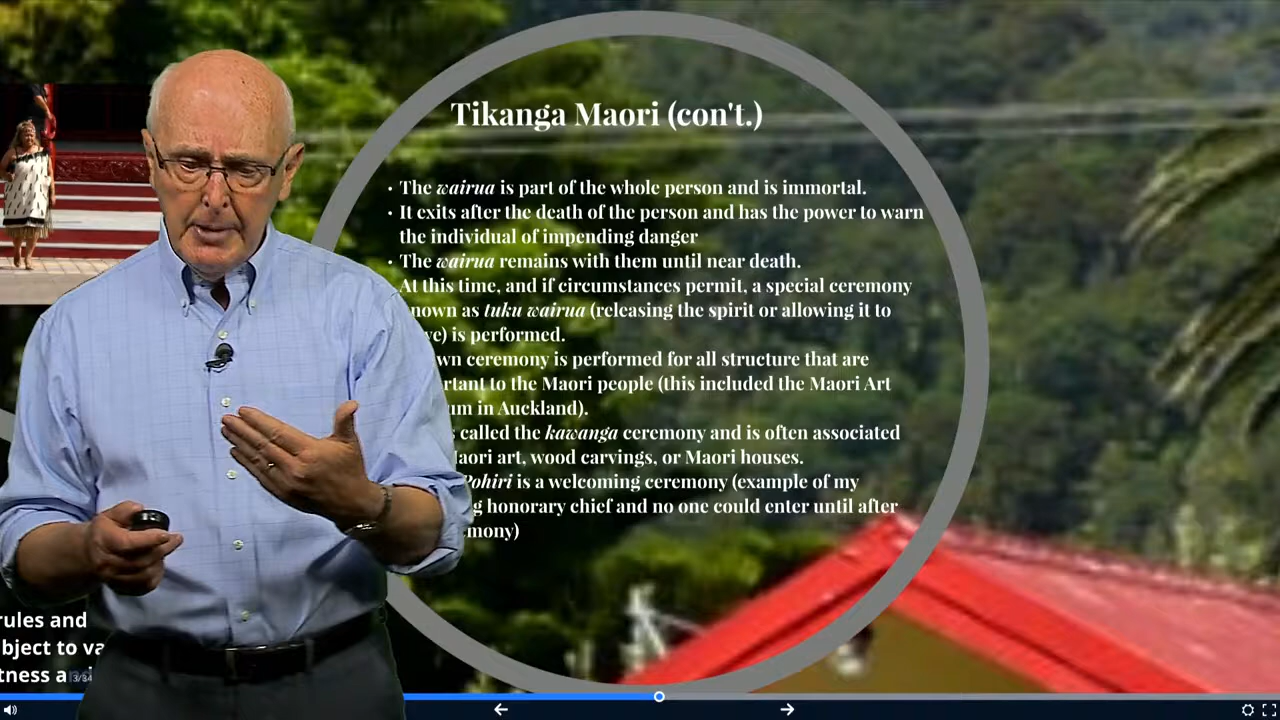 Tikanga Maori (con't.)
• The wairua is part of the whole person and is immortal.
• It exits after the death of the person and has the power to warn
the individual of impending danger
• The wairua remains with them until near death.
At this time, and if circumstances permit, a special ceremony
nown as tuku wairua (releasing the spirit or allowing it to
ve) is performed.
wn ceremony is performed for all structure that are
rtant to the Maori people (this included the Maori Art
um in Auckland).
s called the kawanga ceremony and is often associated
Maori art, wood carvings, or Maori houses.
Pohiri is a welcoming ceremony (example of my
g honorary chief and no one could enter until after
mony)
rules and
bject to va
tness a